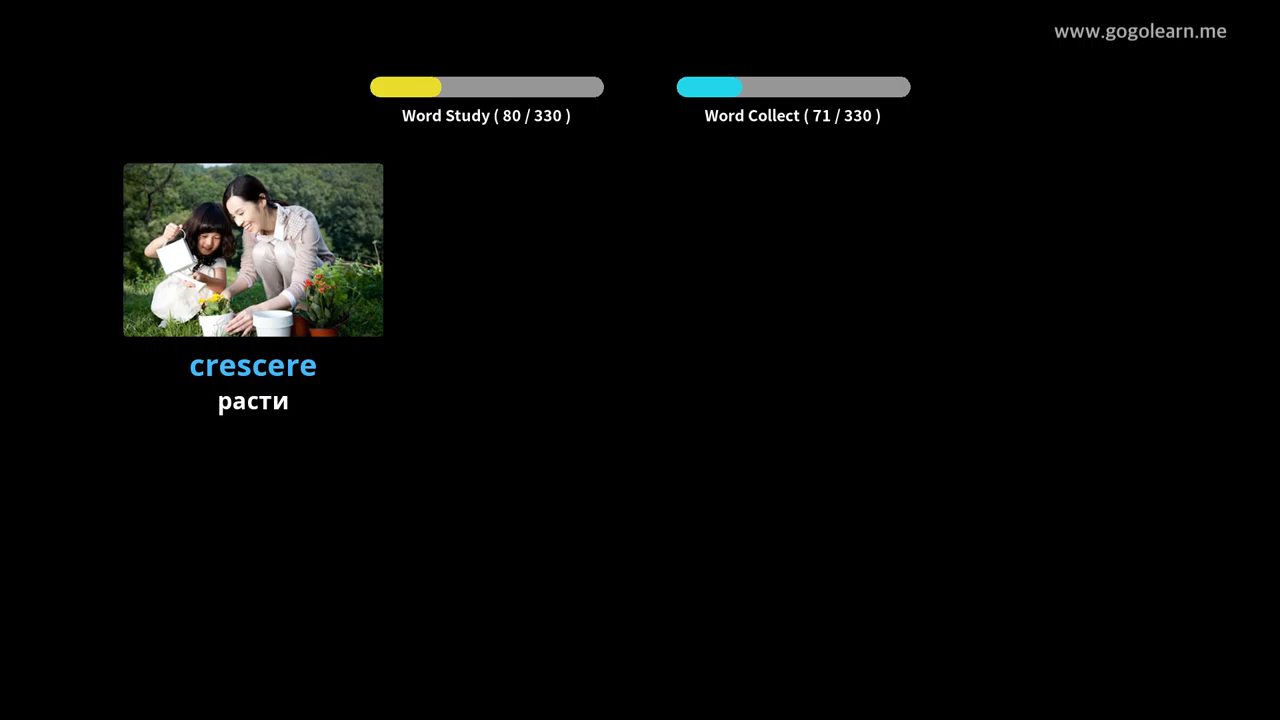 www.gogolearn.me
Word Study ( 80 / 330 )
Word Collect ( 71 / 330 )
crescere
расти